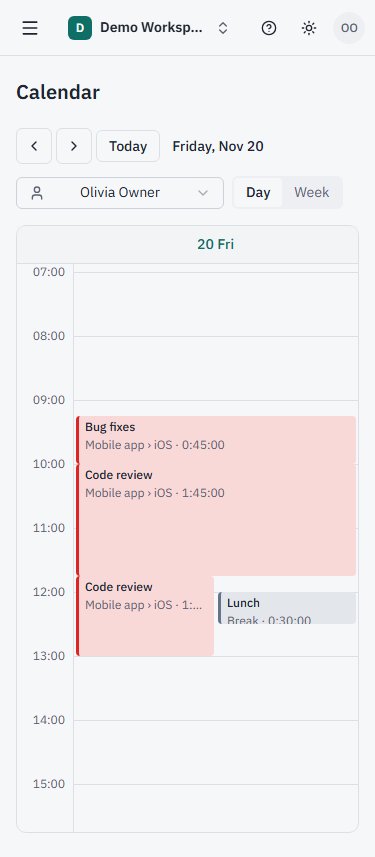 D Demo Worksp... OO
Calendar
Today Friday, Nov 20
Olivia Owner Day Week
20 Fri
07:00
08:00
09:00
Bug fixes
Mobile app › iOS · 0:45:00
10:00
Code review
Mobile app › iOS · 1:45:00
11:00
Code review
Mobile app › iOS · 1:...
12:00
Lunch
Break · 0:30:00
13:00
14:00
15:00